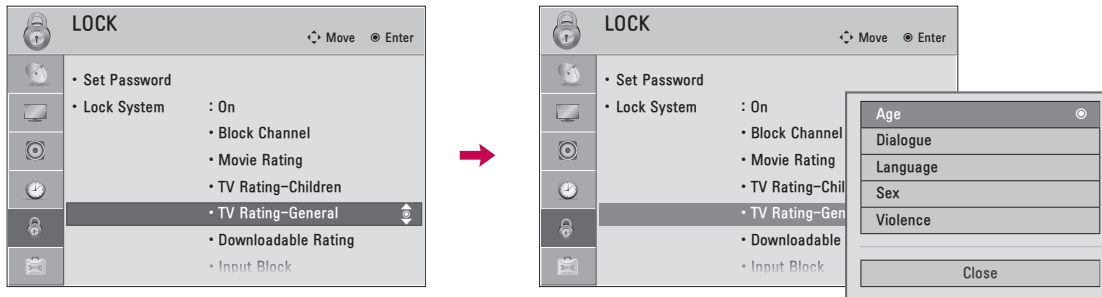 LOCK
Move Enter
• Set Password
• Lock System : On
• Block Channel
• Movie Rating
• TV Rating-Children
• TV Rating-General
• Downloadable Rating
• Input Block
LOCK
Move Enter
• Set Password
• Lock System : On
• Block Channel
• Movie Rating
• TV Rating-Chil
• TV Rating-Gen
• Downloadable
• Input Block
Age
Dialogue
Language
Sex
Violence
Close